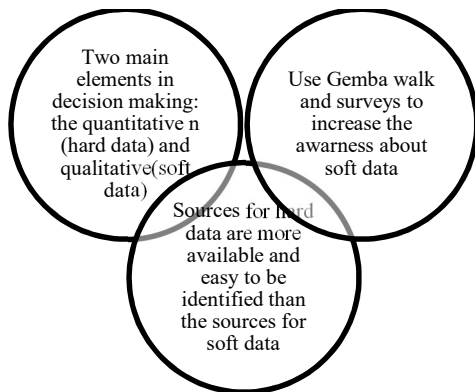 Two main
elements in
decision making:
the quantitative n
(hard data) and
qualitative(soft
data)
Use Gemba walk
and surveys to
increase the
awarness about
soft data
Sources for hard
data are more
available and
easy to be
identified than
the sources for
soft data